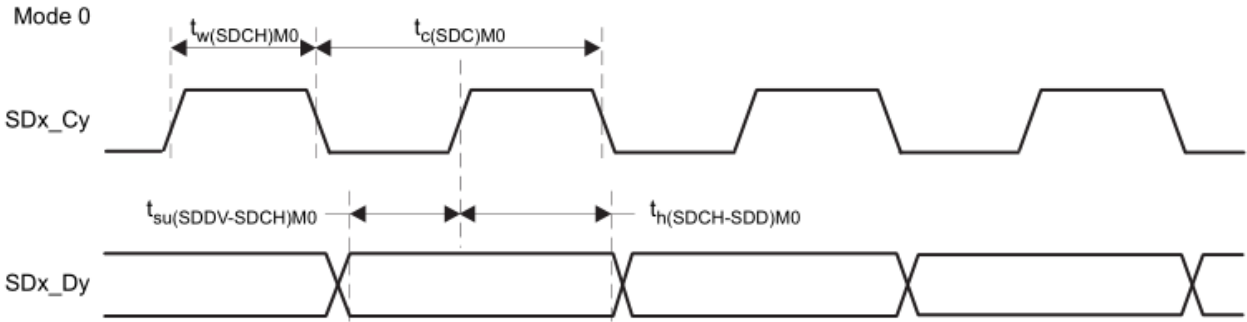 Mode 0
tw(SDCH)M0 tc(SDC)M0
SDx_Cy
tsu(SDDV-SDCH)M0 th(SDCH-SDD)M0
SDx_Dy